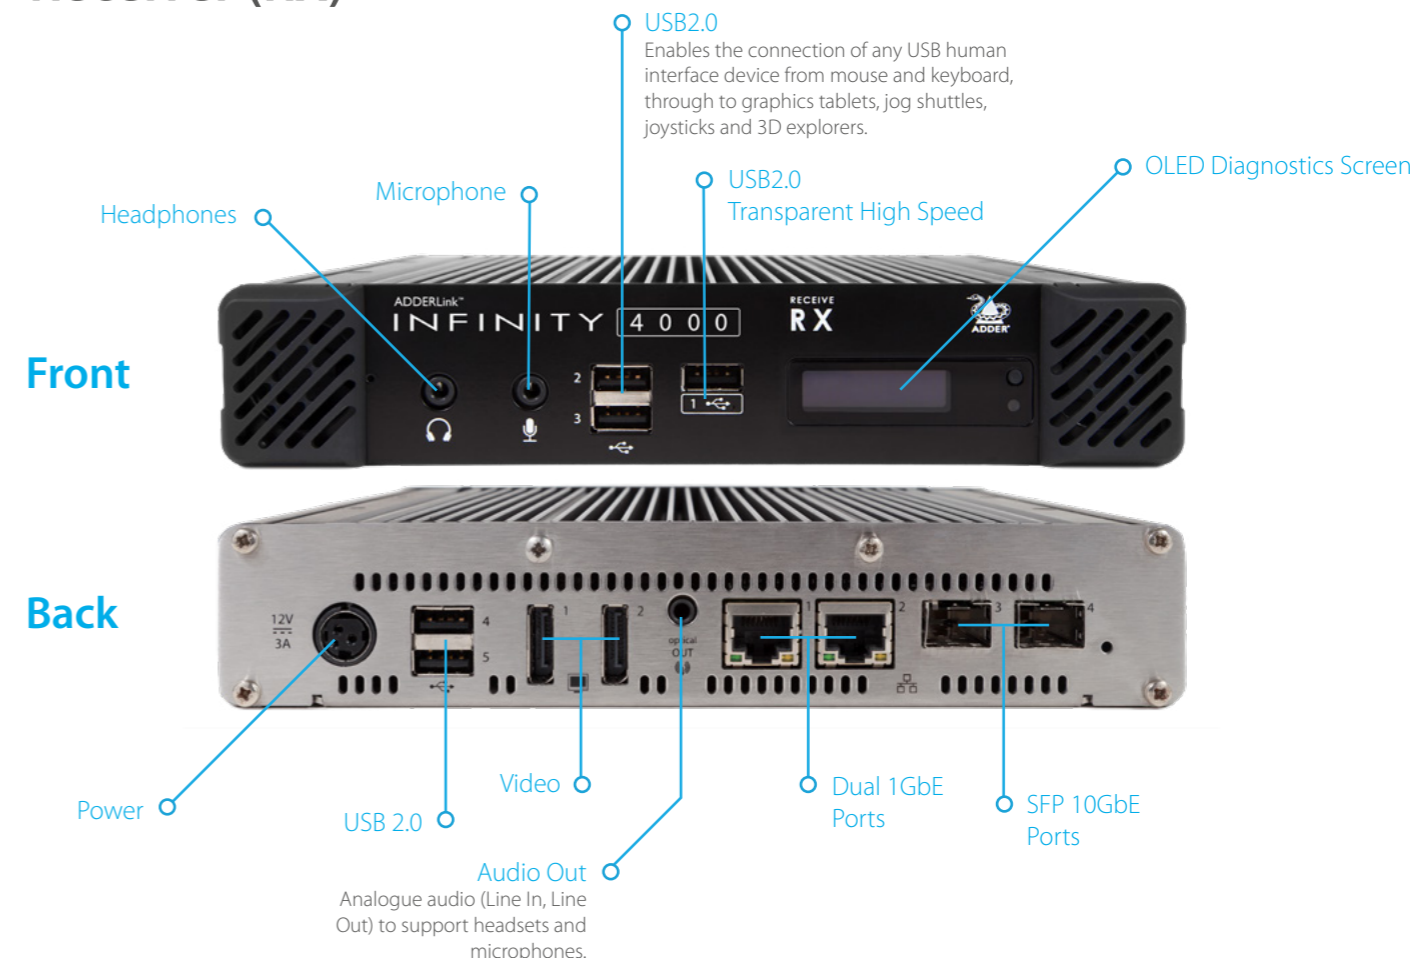 USB2.0
Enables the connection of any USB human
interface device from mouse and keyboard,
through to graphics tablets, jog shuttles,
joysticks and 3D explorers.
OLED Diagnostics Screen
USB2.0
Transparent High Speed
Microphone
Headphones
ADDERLink™
INFINITY 4000
RECEIVE
RX
ADDER®
Front
2
3
1
Back
12V
3A
4
5
1
2
optical
OUT
1
2
3
4
Power
USB 2.0
Video
Audio Out
Analogue audio (Line In, Line
Out) to support headsets and
microphones.
Dual 1GbE
Ports
SFP 10GbE
Ports